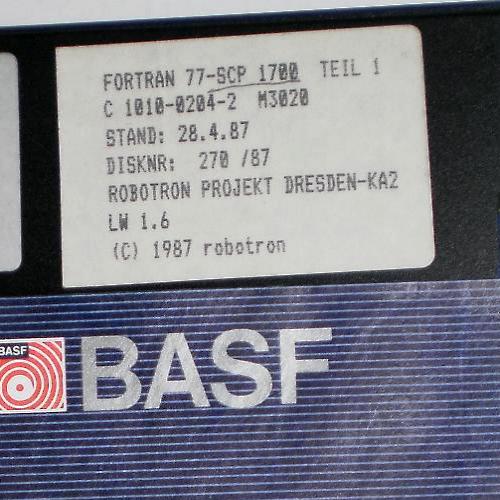 FORTRAN 77-SCP 1700 TEIL 1
C 1010-0204-2 M3020
STAND: 28.4.87
DISKNR: 270 /87
ROBOTRON PROJEKT DRESDEN-KA2
LW 1.6
(C) 1987 robotron
BASF
BASF